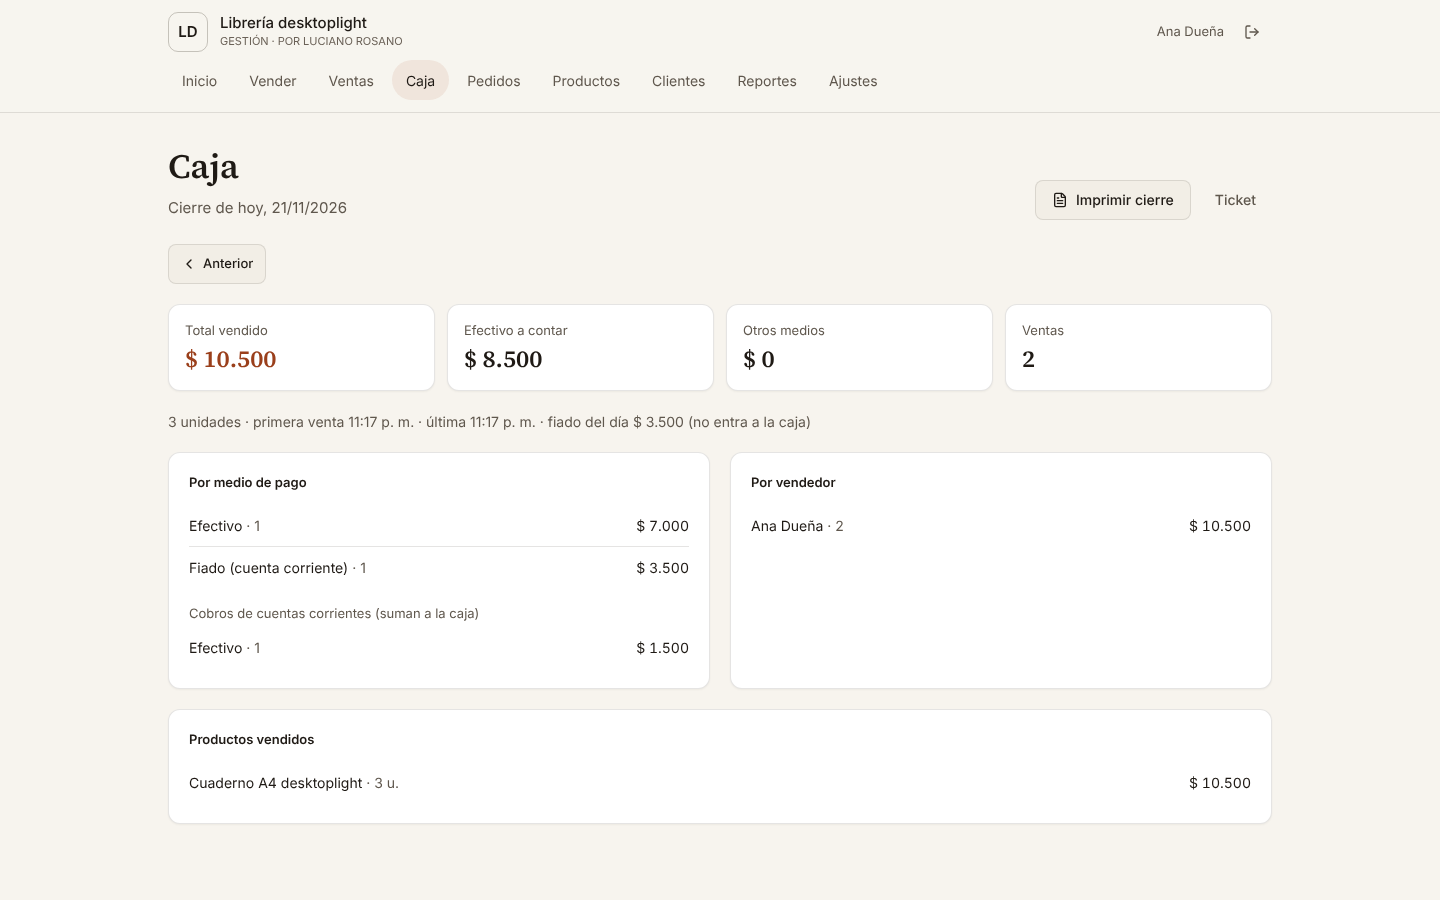 LD
Librería desktoplight
GESTIÓN · POR LUCIANO ROSANO
Ana Dueña
Inicio Vender Ventas Caja Pedidos Productos Clientes Reportes Ajustes
Caja
Cierre de hoy, 21/11/2026
Imprimir cierre
Ticket
Anterior
Total vendido
$ 10.500
Efectivo a contar
$ 8.500
Otros medios
$ 0
Ventas
2
3 unidades · primera venta 11:17 p. m. · última 11:17 p. m. · fiado del día $ 3.500 (no entra a la caja)
Por medio de pago
Efectivo · 1 $ 7.000
Fiado (cuenta corriente) · 1 $ 3.500
Cobros de cuentas corrientes (suman a la caja)
Efectivo · 1 $ 1.500
Por vendedor
Ana Dueña · 2 $ 10.500
Productos vendidos
Cuaderno A4 desktoplight · 3 u. $ 10.500